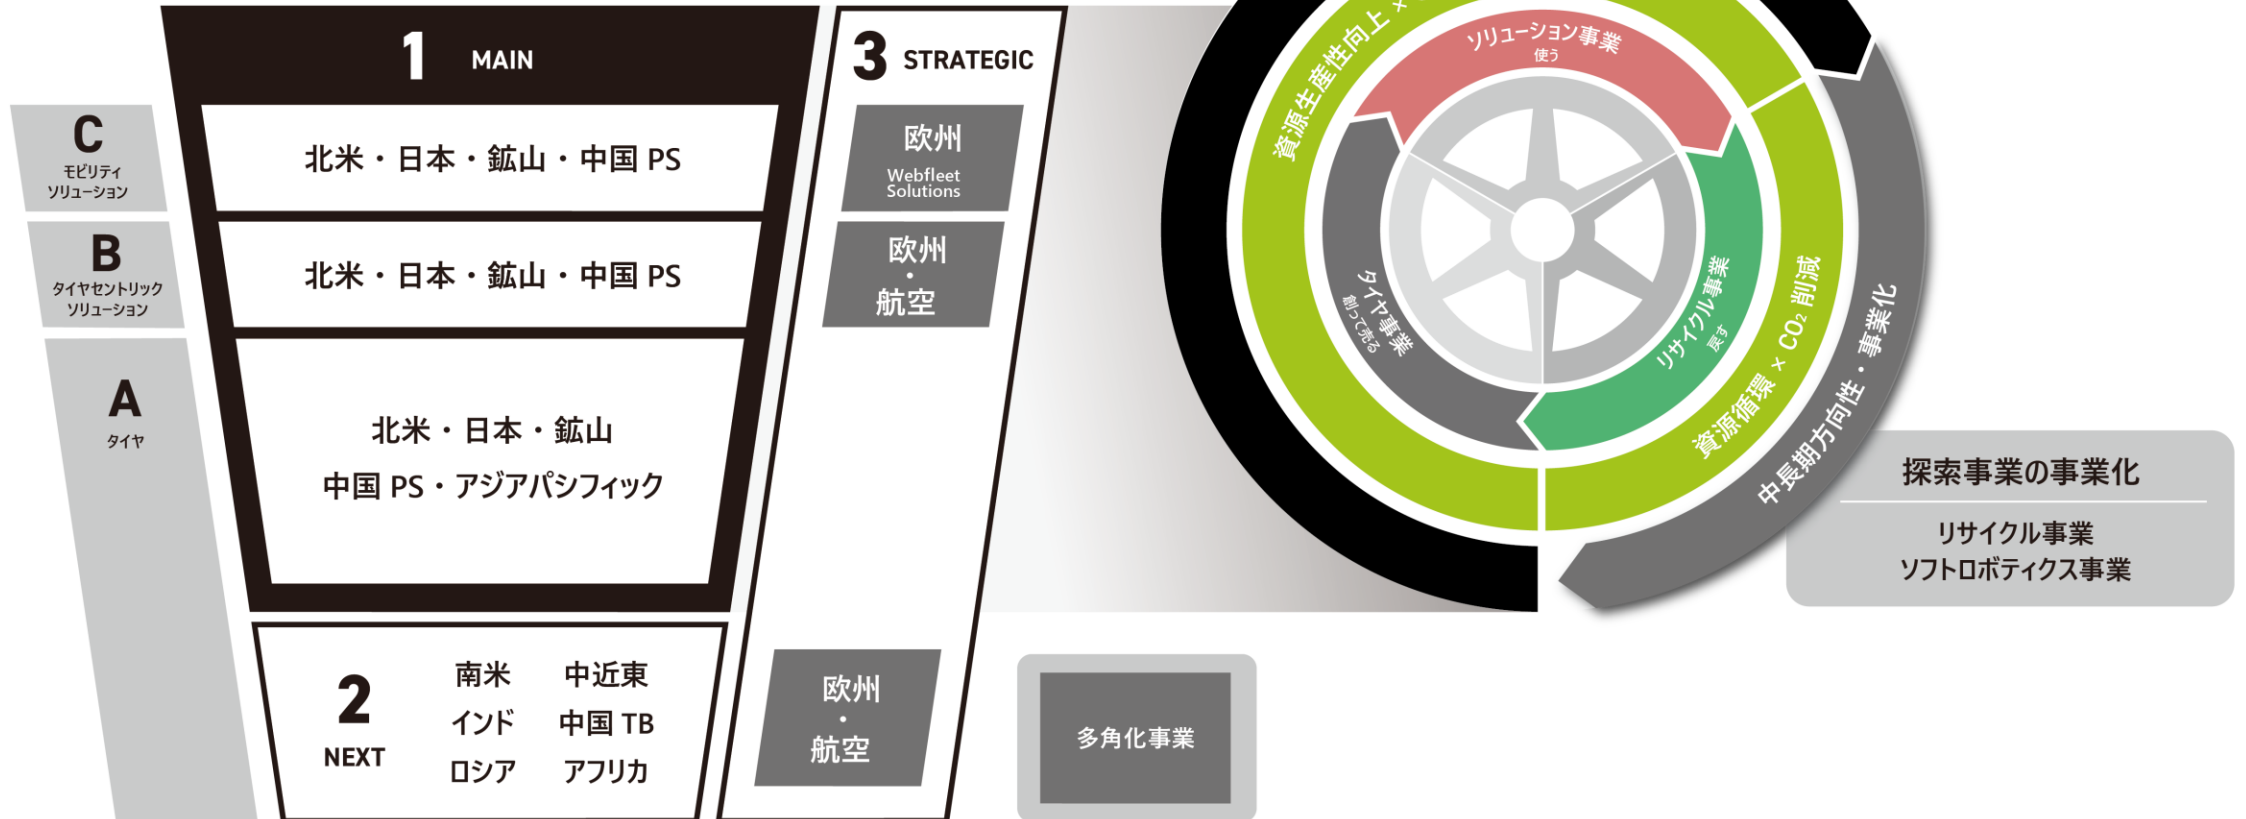 1 MAIN
3 STRATEGIC
C
モビリティ
ソリューション
北米・日本・鉱山・中国 PS
欧州
Webfleet
Solutions
B
タイヤセントリック
ソリューション
北米・日本・鉱山・中国 PS
欧州
・
航空
A
タイヤ
北米・日本・鉱山
中国 PS・アジアパシフィック
2
NEXT
南米 中近東
インド 中国 TB
ロシア アフリカ
欧州
・
航空
多角化事業
資源生産性向上 ×
ソリューション事業
使う
タイヤ事業
創って売る
リサイクル事業
戻す
資源循環 × CO₂ 削減
中長期方向性・事業化
探索事業の事業化
リサイクル事業
ソフトロボティクス事業